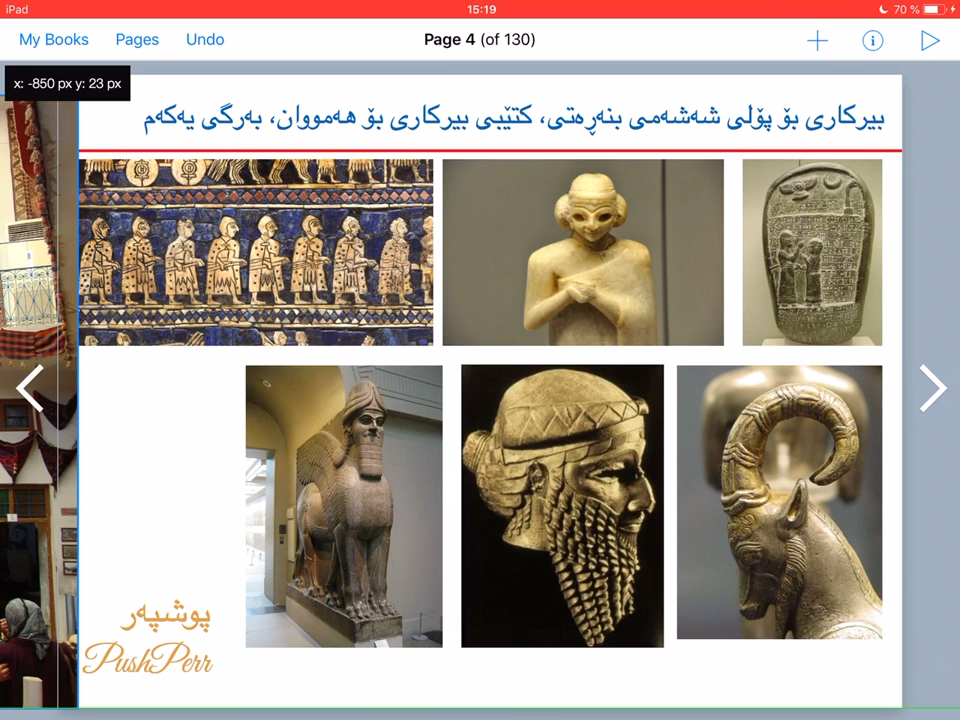 iPad
15:19
70 %
My Books
Pages
Undo
Page 4 (of 130)
x: -850 px y: 23 px
بیرکاری بۆ پۆلی شەشەمی بنەڕەتی، کتێبی بیرکاری بۆ هەمووان، بەرگی یەکەم
پوشپەڕ
PushPerr